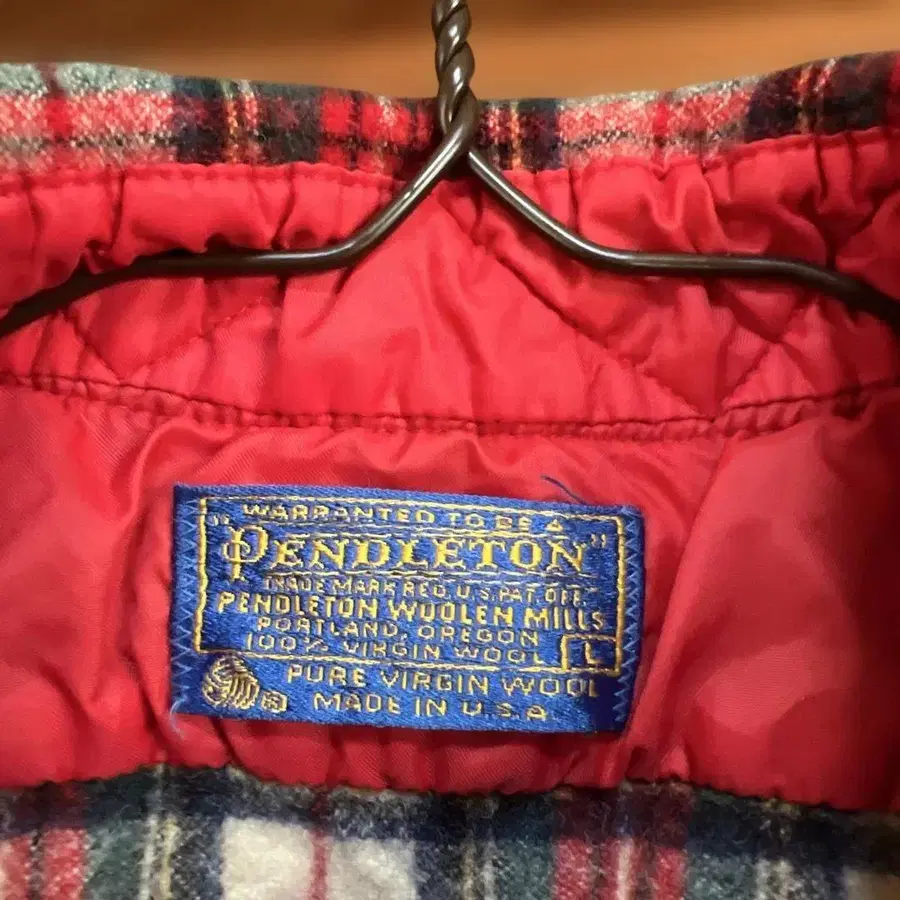 WARRANTED TO BE A
"PENDLETON"
TRADE MARK REG. U.S. PAT. OFF.
PENDLETON WOOLEN MILLS
PORTLAND, OREGON
100% VIRGIN WOOL L
PURE VIRGIN WOOL
MADE IN U.S.A.